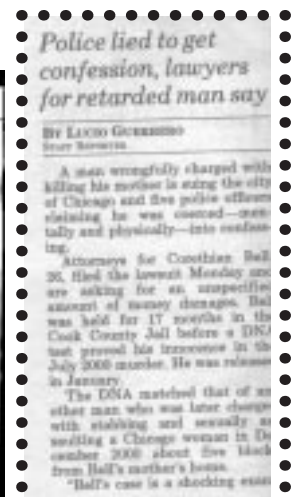 Police lied to get
confession, lawyers
for retarded man say
BY LUCIO GUERRERO
STAFF REPORTER
A man wrongfully charged with
killing his mother is suing the city
of Chicago and five police officers
claiming he was coerced—men-
tally and physically—into confess-
ing.
Attorneys for Corethian Bell,
26, filed the lawsuit Monday and
are asking for an unspecified
amount of money damages. Bell
was held for 17 months in the
Cook County Jail before a DNA
test proved his innocence in the
July 2000 murder. He was released
in January.
The DNA matched that of an-
other man who was later charged
with stabbing and sexually as-
saulting a Chicago woman in De-
cember 2000 about five blocks
from Bell's mother's home.
"Bell's case is a shocking exam